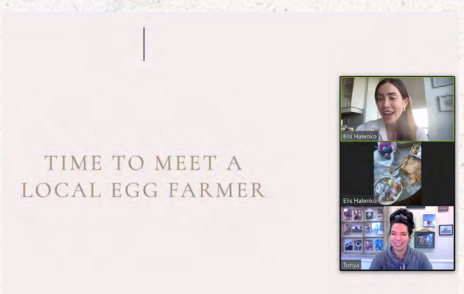 TIME TO MEET A
LOCAL EGG FARMER
Elis Halenko
Elis Halenko
Tonya